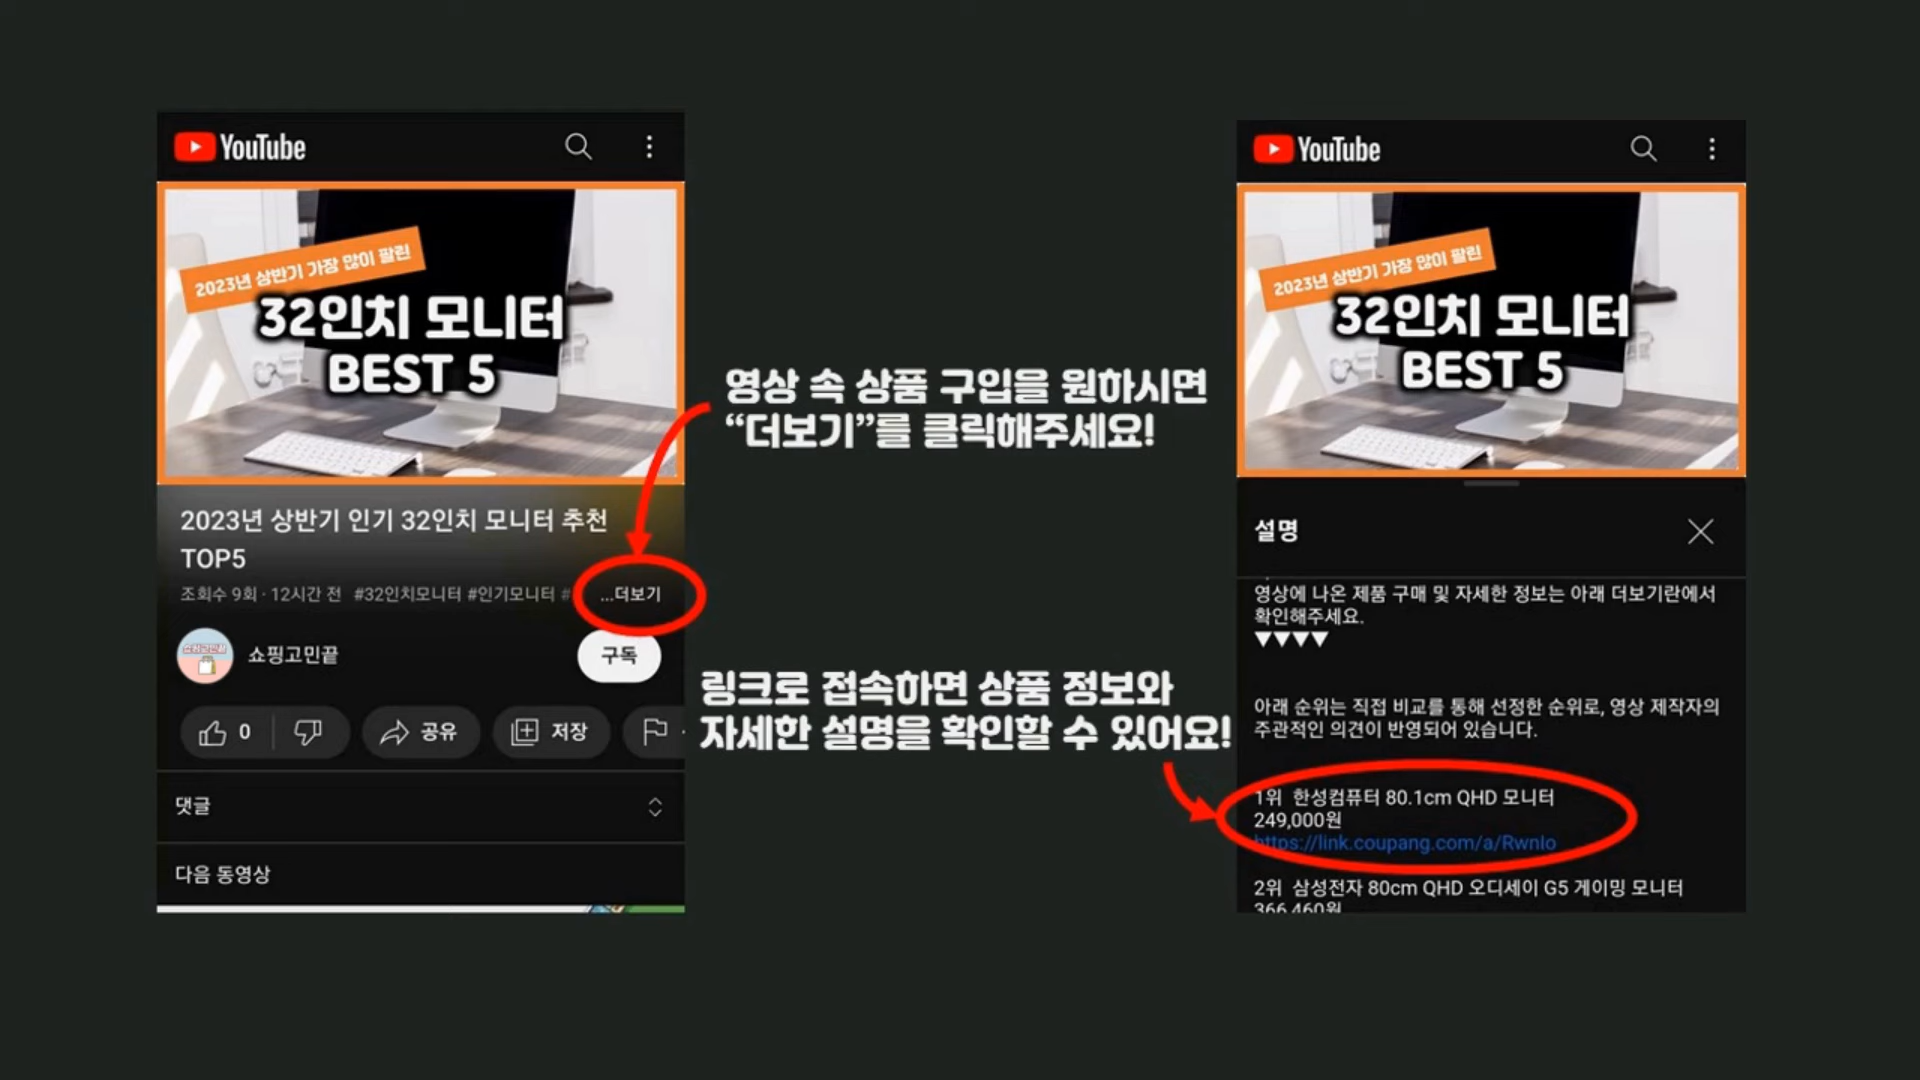 YouTube
2023년 상반기 가장 많이 팔린
32인치 모니터
BEST 5
2023년 상반기 인기 32인치 모니터 추천
TOP5
조회수 9회 · 12시간 전 #32인치모니터 #인기모니터 # ...더보기
쇼핑고민끝
쇼핑고민끝
구독
0
공유
저장
댓글
다음 동영상
영상 속 상품 구입을 원하시면
“더보기”를 클릭해주세요!
링크로 접속하면 상품 정보와
자세한 설명을 확인할 수 있어요!
YouTube
2023년 상반기 가장 많이 팔린
32인치 모니터
BEST 5
설명
영상에 나온 제품 구매 및 자세한 정보는 아래 더보기란에서
확인해주세요.
▼▼▼▼
아래 순위는 직접 비교를 통해 선정한 순위로, 영상 제작자의
주관적인 의견이 반영되어 있습니다.
1위 한성컴퓨터 80.1cm QHD 모니터
249,000원
https://link.coupang.com/a/RwnIo
2위 삼성전자 80cm QHD 오디세이 G5 게이밍 모니터
366,460원